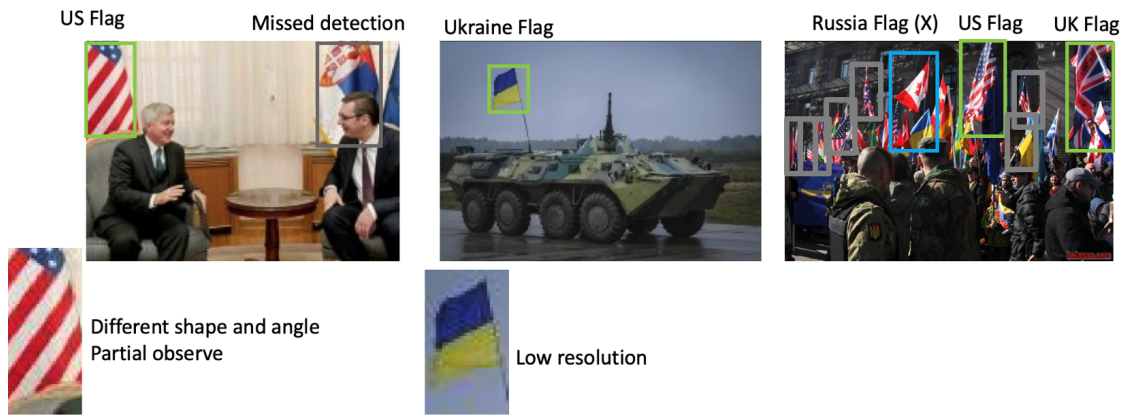 US Flag
Missed detection
Ukraine Flag
Russia Flag (X)
US Flag
UK Flag
Different shape and angle
Partial observe
Low resolution